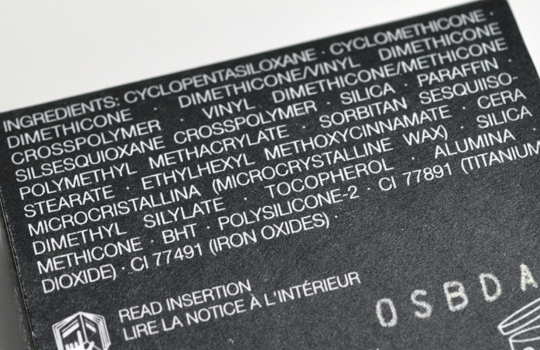 INGREDIENTS: CYCLOPENTASILOXANE · CYCLOMETHICONE ·
DIMETHICONE DIMETHICONE/VINYL DIMETHICONE
CROSSPOLYMER · VINYL DIMETHICONE/METHICONE
SILSESQUIOXANE CROSSPOLYMER · SILICA · PARAFFIN ·
POLYMETHYL METHACRYLATE · SORBITAN SESQUIISO-
STEARATE · ETHYLHEXYL METHOXYCINNAMATE · CERA
MICROCRISTALLINA (MICROCRYSTALLINE WAX) · SILICA
DIMETHYL SILYLATE · TOCOPHEROL · ALUMINA ·
METHICONE · BHT · POLYSILICONE-2 · CI 77891 (TITANIUM
DIOXIDE) · CI 77491 (IRON OXIDES) ·
READ INSERTION
LIRE LA NOTICE À L'INTÉRIEUR
OSBDA